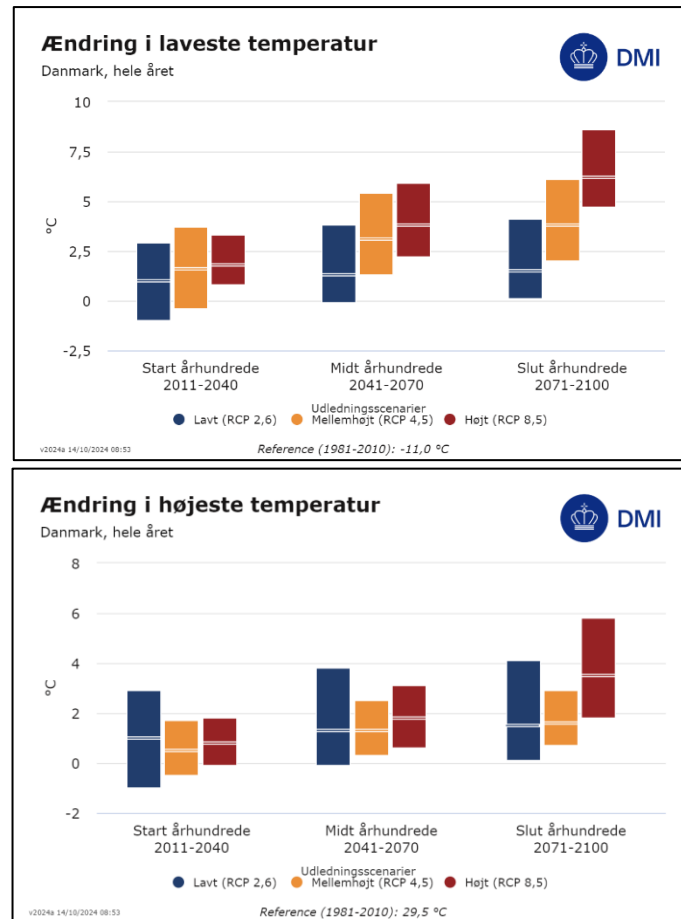 Ændring i laveste temperatur
Danmark, hele året
DMI
10
7,5
5
2,5
0
-2,5
°C
Start århundrede
2011-2040
Midt århundrede
2041-2070
Slut århundrede
2071-2100
Udledningsscenarier
Lavt (RCP 2,6) Mellemhøjt (RCP 4,5) Højt (RCP 8,5)
v2024a 14/10/2024 08:53
Reference (1981-2010): -11,0 °C
Ændring i højeste temperatur
Danmark, hele året
DMI
8
6
4
2
0
-2
°C
Start århundrede
2011-2040
Midt århundrede
2041-2070
Slut århundrede
2071-2100
Udledningsscenarier
Lavt (RCP 2,6) Mellemhøjt (RCP 4,5) Højt (RCP 8,5)
v2024a 14/10/2024 08:53
Reference (1981-2010): 29,5 °C